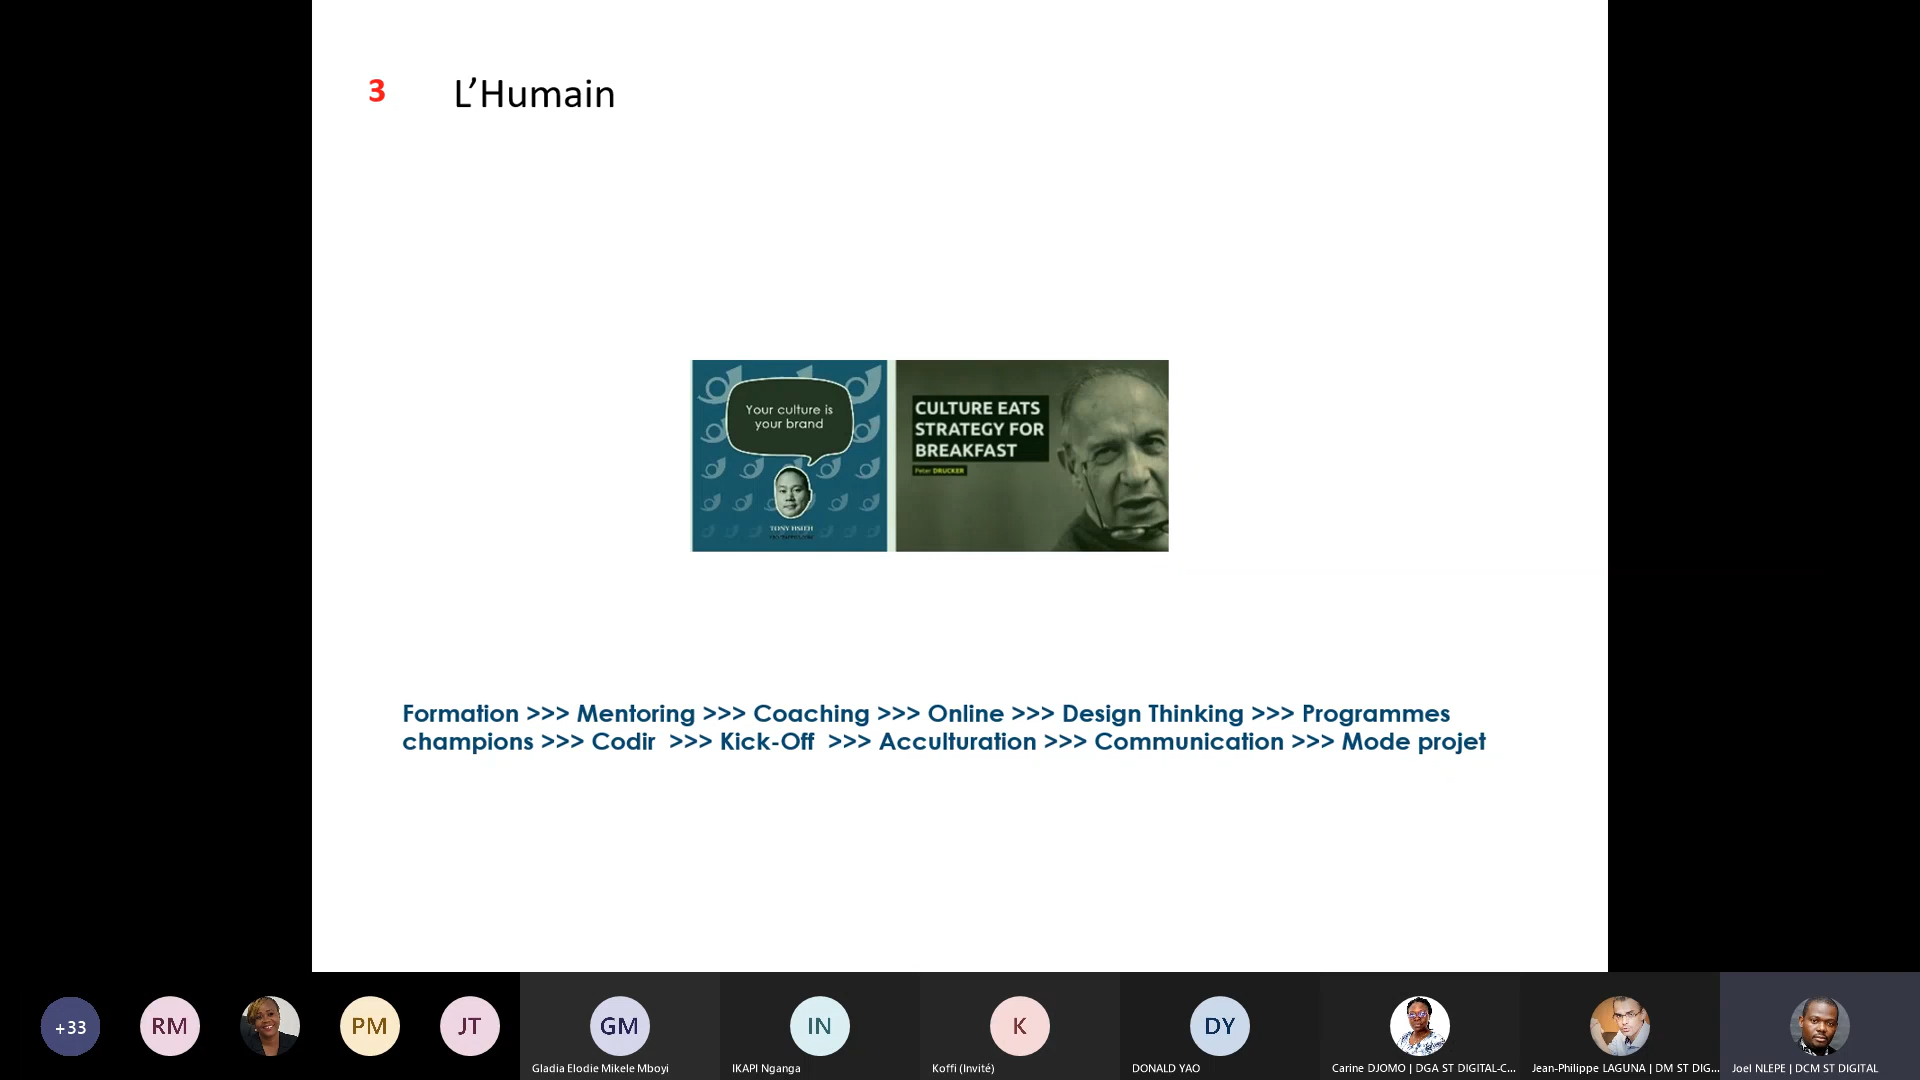 3 L’Humain
Your culture is
your brand
TONY HSIEH
CULTURE EATS
STRATEGY FOR
BREAKFAST
Peter DRUCKER
Formation >>> Mentoring >>> Coaching >>> Online >>> Design Thinking >>> Programmes
champions >>> Codir >>> Kick-Off >>> Acculturation >>> Communication >>> Mode projet
+33
RM
PM
JT
GM
IN
K
DY
Gladia Elodie Mikele Mboyi
IKAPI Nganga
Koffi (Invité)
DONALD YAO
Carine DJOMO | DGA ST DIGITAL-C...
Jean-Philippe LAGUNA | DM ST DIG...
Joel NLEPE | DCM ST DIGITAL